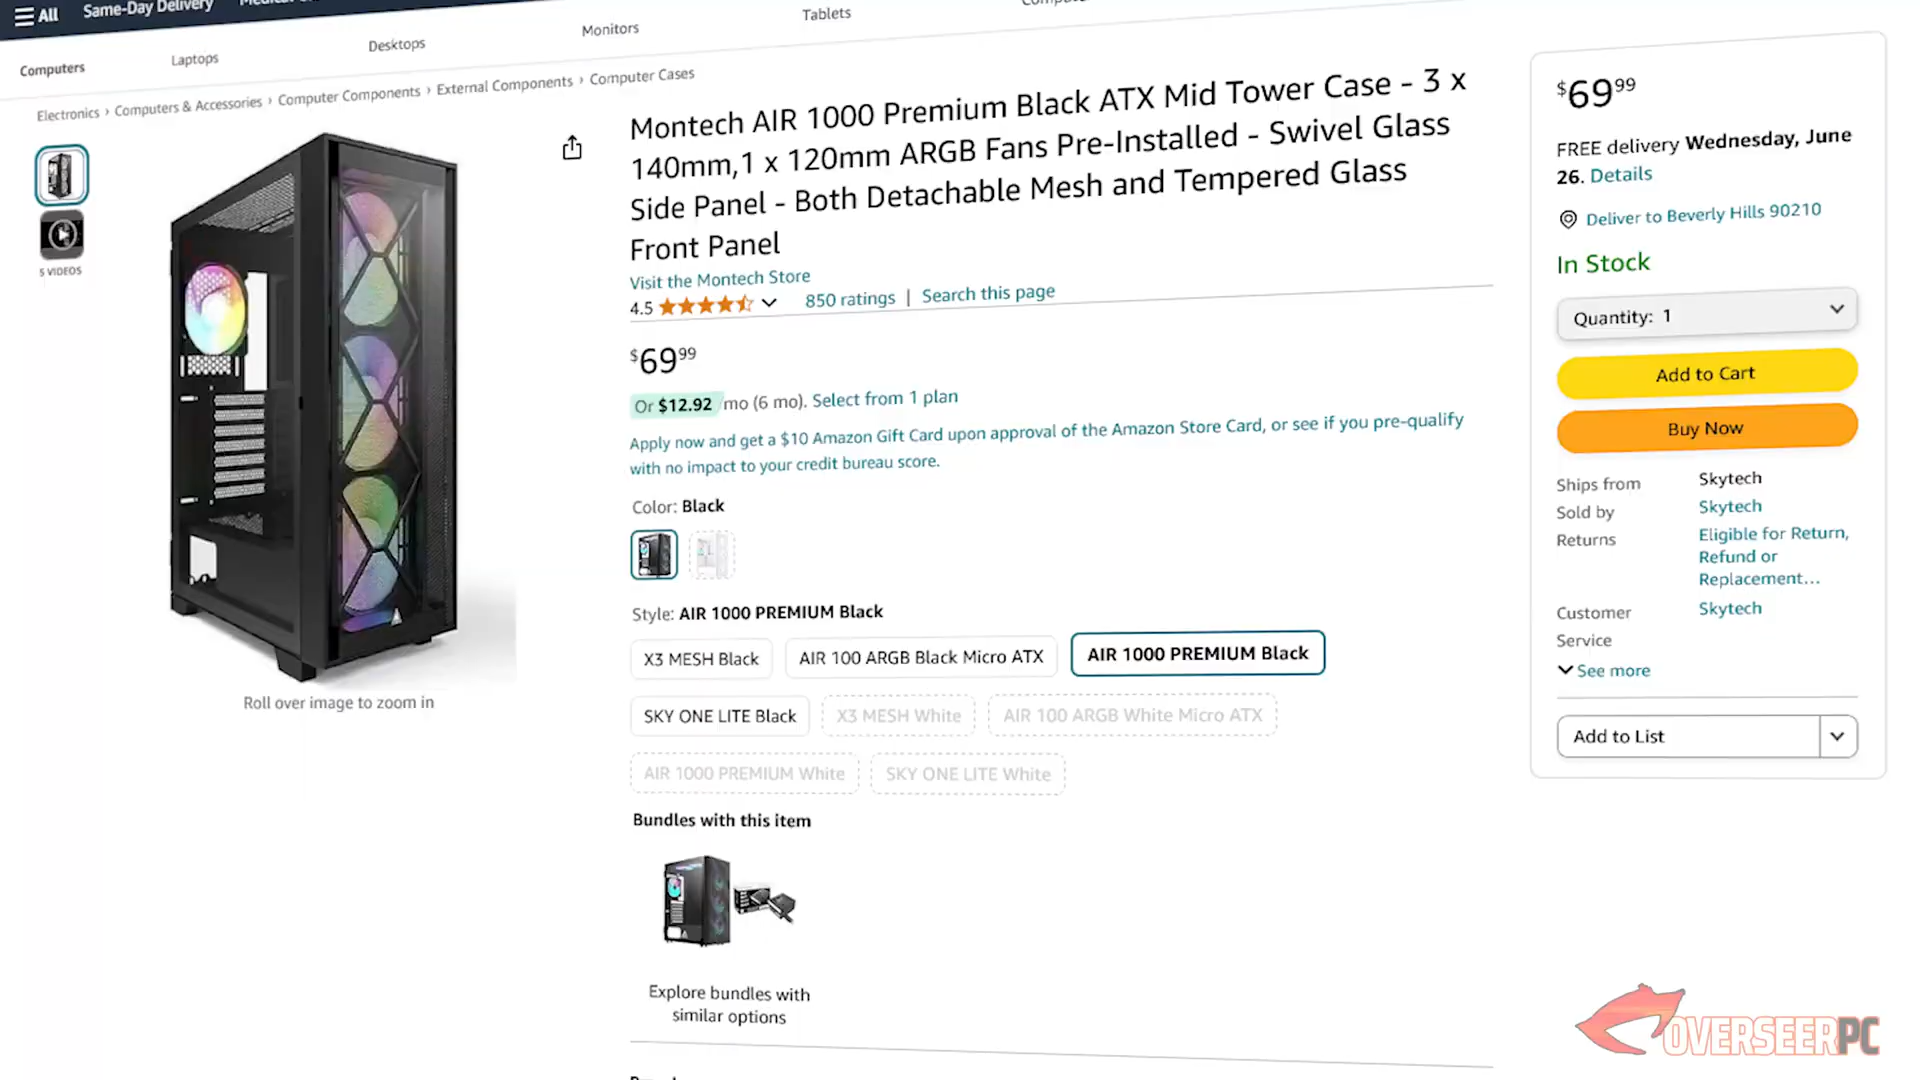 All
Same-Day Delivery
Computers
Laptops
Desktops
Monitors
Tablets
Electronics › Computers & Accessories › Computer Components › External Components › Computer Cases
5 VIDEOS
Roll over image to zoom in
Montech AIR 1000 Premium Black ATX Mid Tower Case - 3 x
140mm,1 x 120mm ARGB Fans Pre-Installed - Swivel Glass
Side Panel - Both Detachable Mesh and Tempered Glass
Front Panel
Visit the Montech Store
4.5
850 ratings | Search this page
$6999
Or $12.92 mo (6 mo). Select from 1 plan
Apply now and get a $10 Amazon Gift Card upon approval of the Amazon Store Card, or see if you pre-qualify
with no impact to your credit bureau score.
Color: Black
Style: AIR 1000 PREMIUM Black
X3 MESH Black
AIR 100 ARGB Black Micro ATX
AIR 1000 PREMIUM Black
SKY ONE LITE Black
X3 MESH White
AIR 100 ARGB White Micro ATX
AIR 1000 PREMIUM White
SKY ONE LITE White
Bundles with this item
Explore bundles with
similar options
$6999
FREE delivery Wednesday, June
26. Details
Deliver to Beverly Hills 90210
In Stock
Quantity: 1
Add to Cart
Buy Now
Ships from Skytech
Sold by Skytech
Returns Eligible for Return,
Refund or
Replacement...
Customer Skytech
Service
See more
Add to List
OVERSEERPC